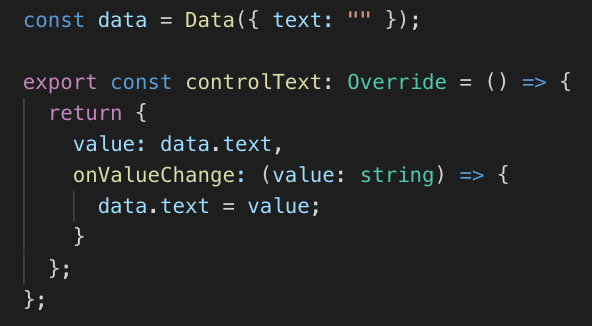 const data = Data({ text: "" });
export const controlText: Override = () => {
return {
value: data.text,
onValueChange: (value: string) => {
data.text = value;
}
};
};